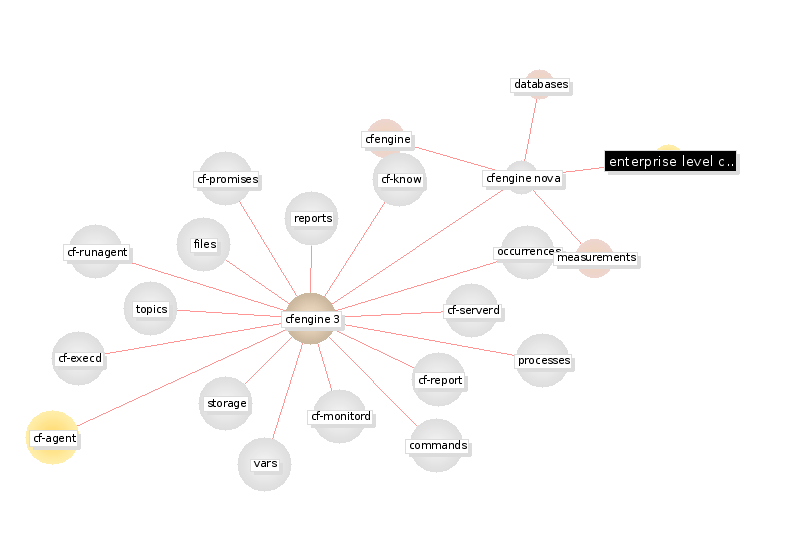 databases
cfengine
enterprise level c..
cf-promises
cf-know
cfengine nova
reports
files
cf-runagent
occurrences
measurements
topics
cfengine 3
cf-serverd
cf-execd
processes
cf-report
storage
cf-monitord
cf-agent
commands
vars